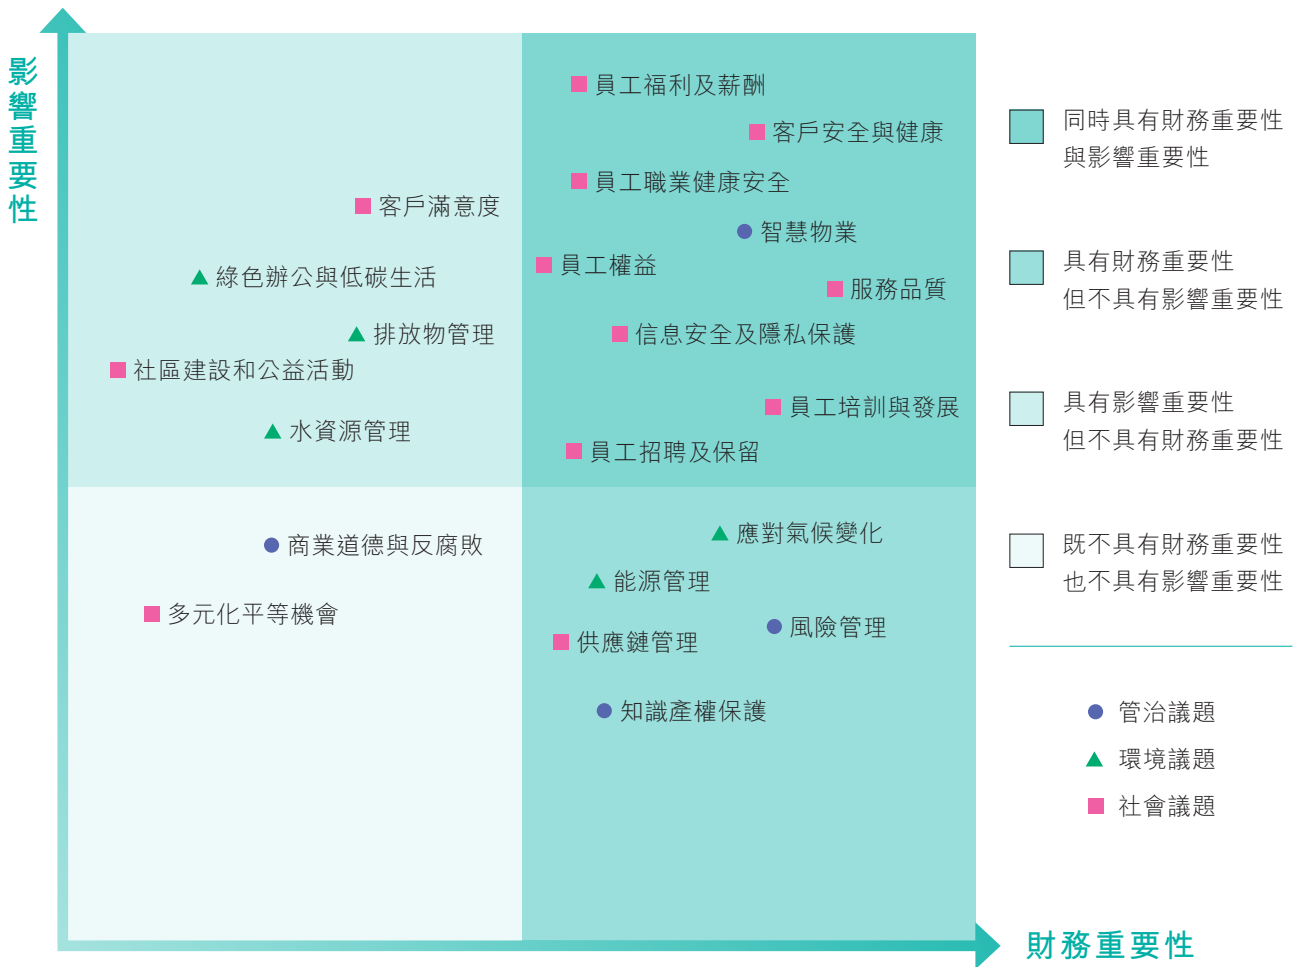 影響重要性
員工福利及薪酬
客戶安全與健康
員工職業健康安全
客戶滿意度
智慧物業
員工權益
綠色辦公與低碳生活
服務品質
排放物管理
信息安全及隱私保護
社區建設和公益活動
員工培訓與發展
水資源管理
員工招聘及保留
應對氣候變化
商業道德與反腐敗
能源管理
多元化平等機會
風險管理
供應鏈管理
知識產權保護
財務重要性
同時具有財務重要性
與影響重要性
具有財務重要性
但不具有影響重要性
具有影響重要性
但不具有財務重要性
既不具有財務重要性
也不具有影響重要性
管治議題
環境議題
社會議題